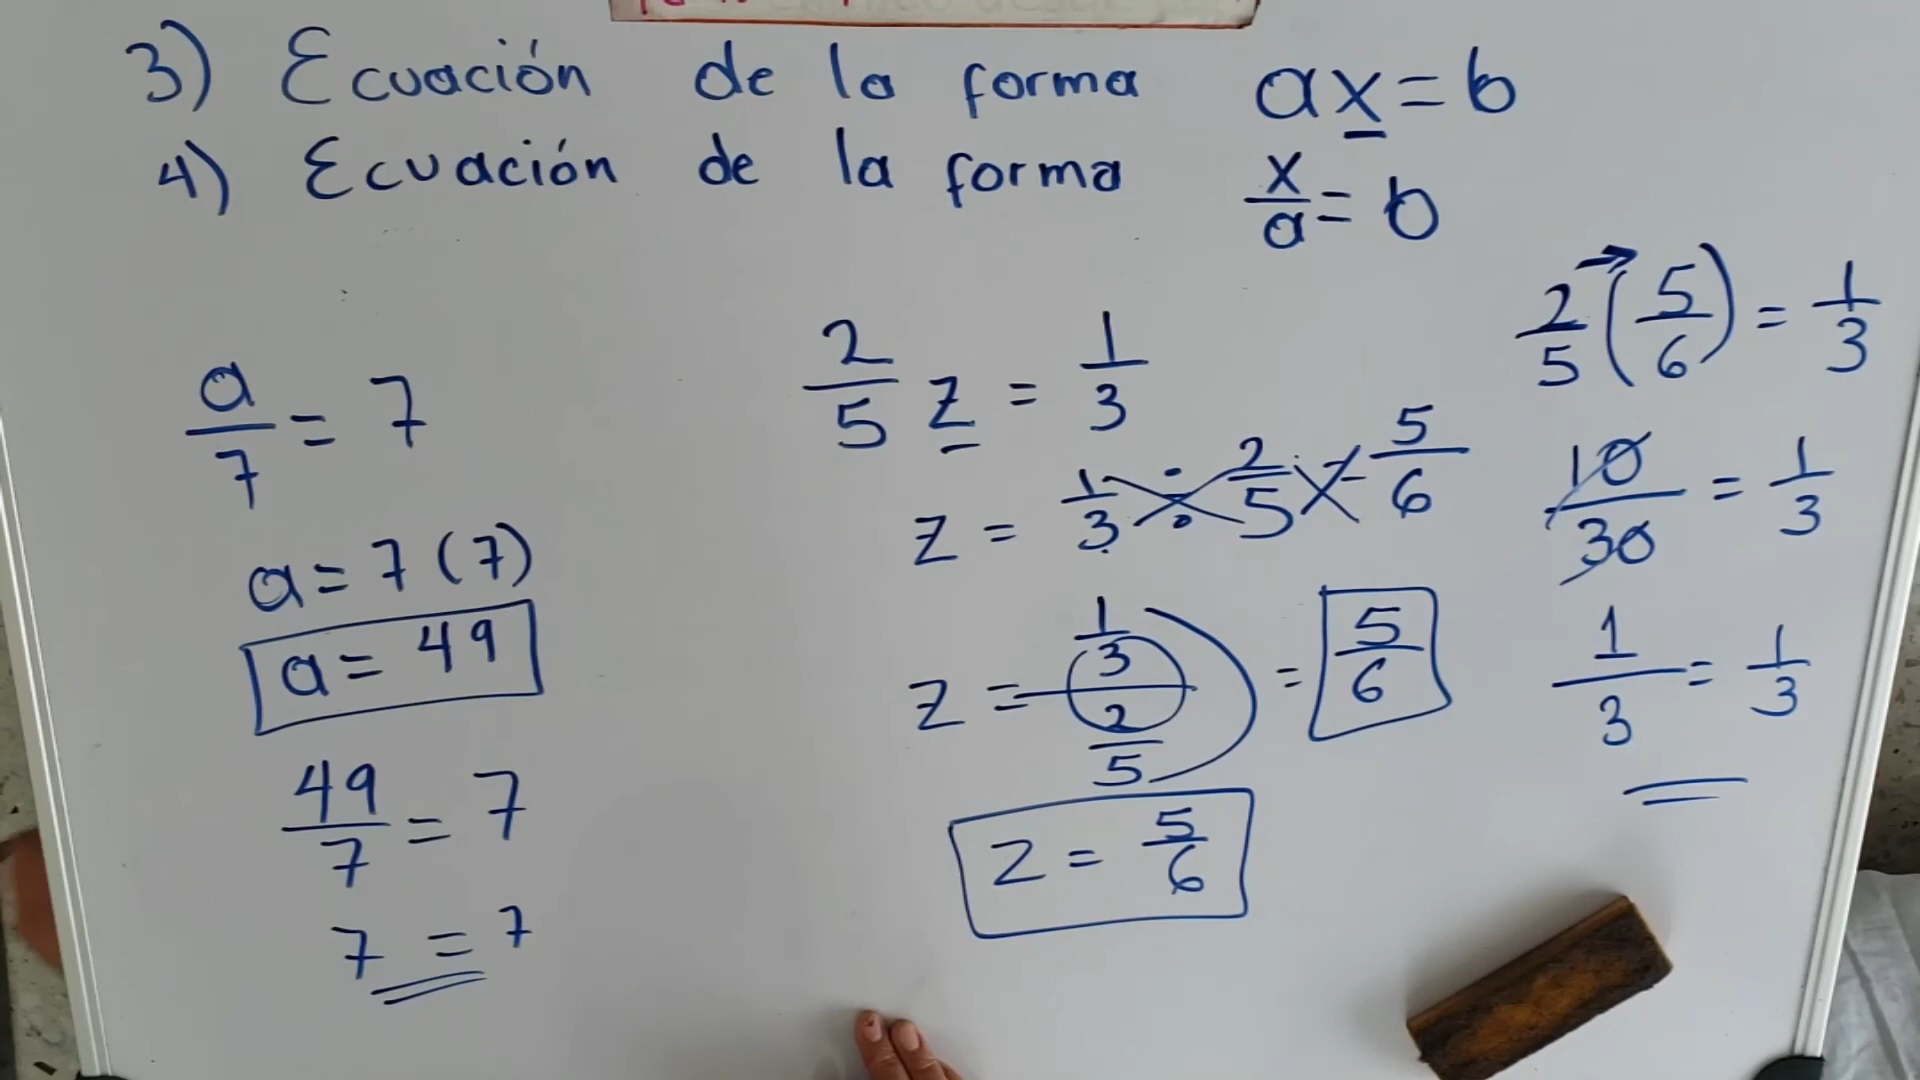 3) Ecuación de la forma ax = b
4) Ecuación de la forma x/a = b
a/7 = 7
a = 7 (7)
a = 49
49/7 = 7
7 = 7
2/5 z = 1/3
z = 1/3 ÷ 2/5 = 5/6
z = (1/3)/(2/5) = 5/6
z = 5/6
2/5 (5/6) = 1/3
10/30 = 1/3
1/3 = 1/3